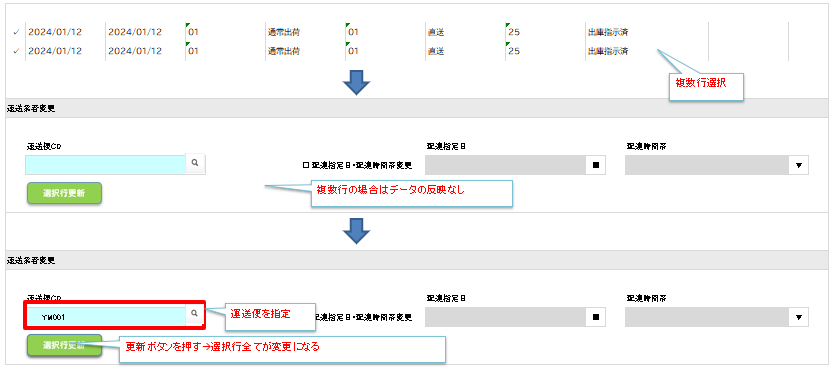 ✓ 2024/01/12 2024/01/12 01 通常出荷 01 直送 25 出庫指示済
✓ 2024/01/12 2024/01/12 01 通常出荷 01 直送 25 出庫指示済
複数行選択
運送業者変更
運送便CD 配達指定日 配達時間帯
☐ 配達指定日・配達時間帯変更
選択行更新
複数行の場合はデータの反映なし
運送業者変更
運送便CD 配達指定日 配達時間帯
YM001
運送便を指定
配達指定日・配達時間帯変更
選択行更新
更新ボタンを押す→選択行全てが変更になる